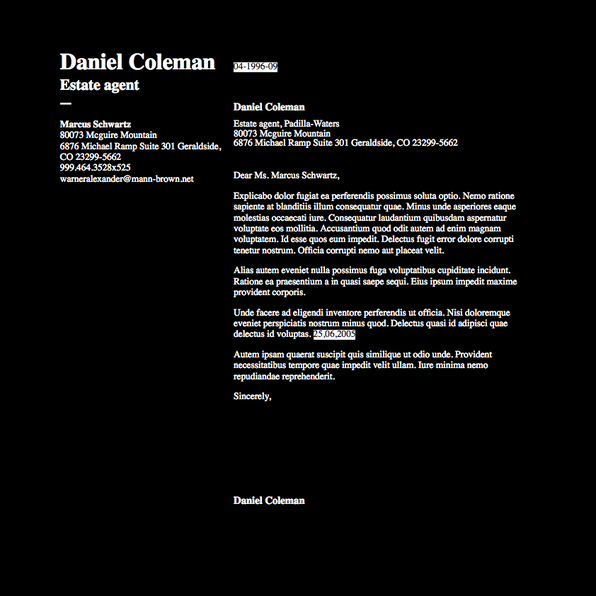 Daniel Coleman
Estate agent
Marcus Schwartz
80073 Mcguire Mountain
6876 Michael Ramp Suite 301 Geraldside,
CO 23299-5662
999.464.3528x525
warneralexander@mann-brown.net
04-1996-09
Daniel Coleman
Estate agent, Padilla-Waters
80073 Mcguire Mountain
6876 Michael Ramp Suite 301 Geraldside, CO 23299-5662
Dear Ms. Marcus Schwartz,
Explicabo dolor fugiat ea perferendis possimus soluta optio. Nemo ratione
sapiente at blanditiis illum consequatur quae. Minus unde asperiores eaque
molestias occaecati iure. Consequatur laudantium quibusdam aspernatur
voluptate eos mollitia. Accusantium quod odit autem ad enim magnam
voluptatem. Id esse quos eum impedit. Delectus fugit error dolore corrupti
tenetur nostrum. Officia corrupti nemo aut placeat velit.
Alias autem eveniet nulla possimus fuga voluptatibus cupiditate incidunt.
Ratione ea praesentium a in quasi saepe sequi. Eius ipsum impedit maxime
provident corporis.
Unde facere ad eligendi inventore perferendis ut officia. Nisi doloremque
eveniet perspiciatis nostrum minus quod. Delectus quasi id adipisci quae
delectus id voluptas. 25,06,2005
Autem ipsam quaerat suscipit quis similique ut odio unde. Provident
necessitatibus tempore quae impedit velit ullam. Iure minima nemo
repudiandae reprehenderit.
Sincerely,
Daniel Coleman